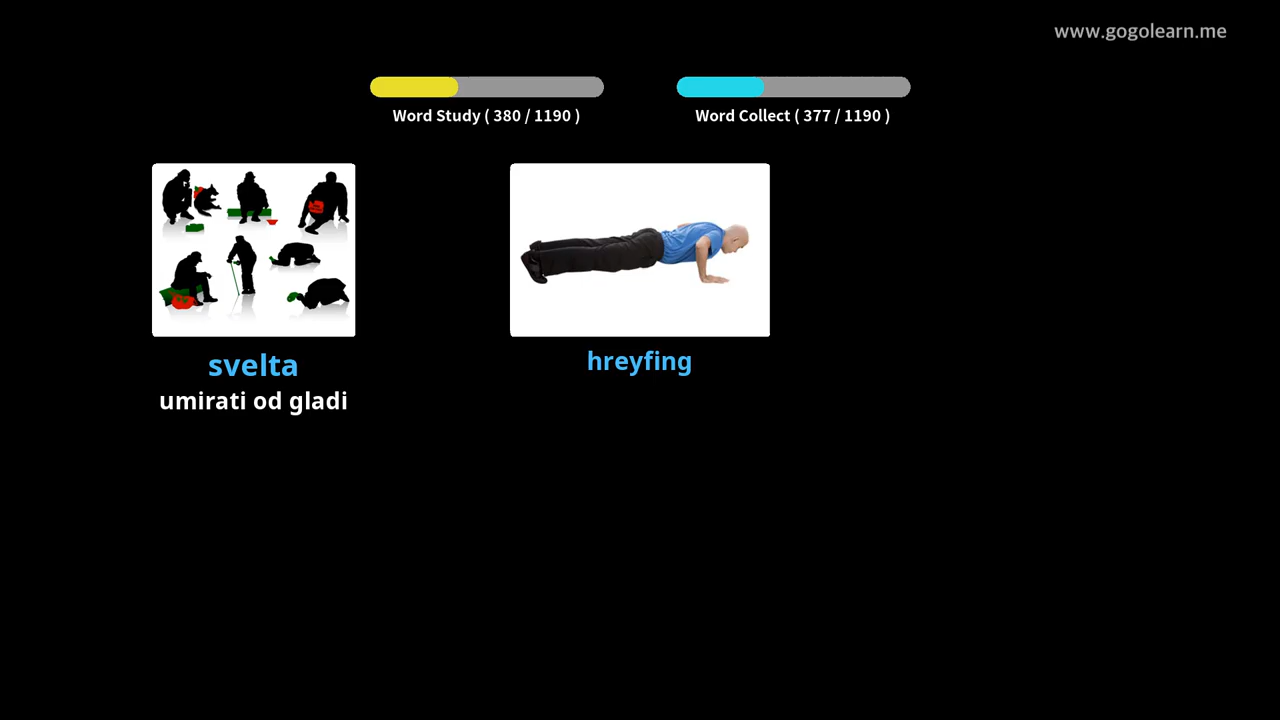 www.gogolearn.me
Word Study ( 380 / 1190 )
Word Collect ( 377 / 1190 )
svelta
umirati od gladi
hreyfing